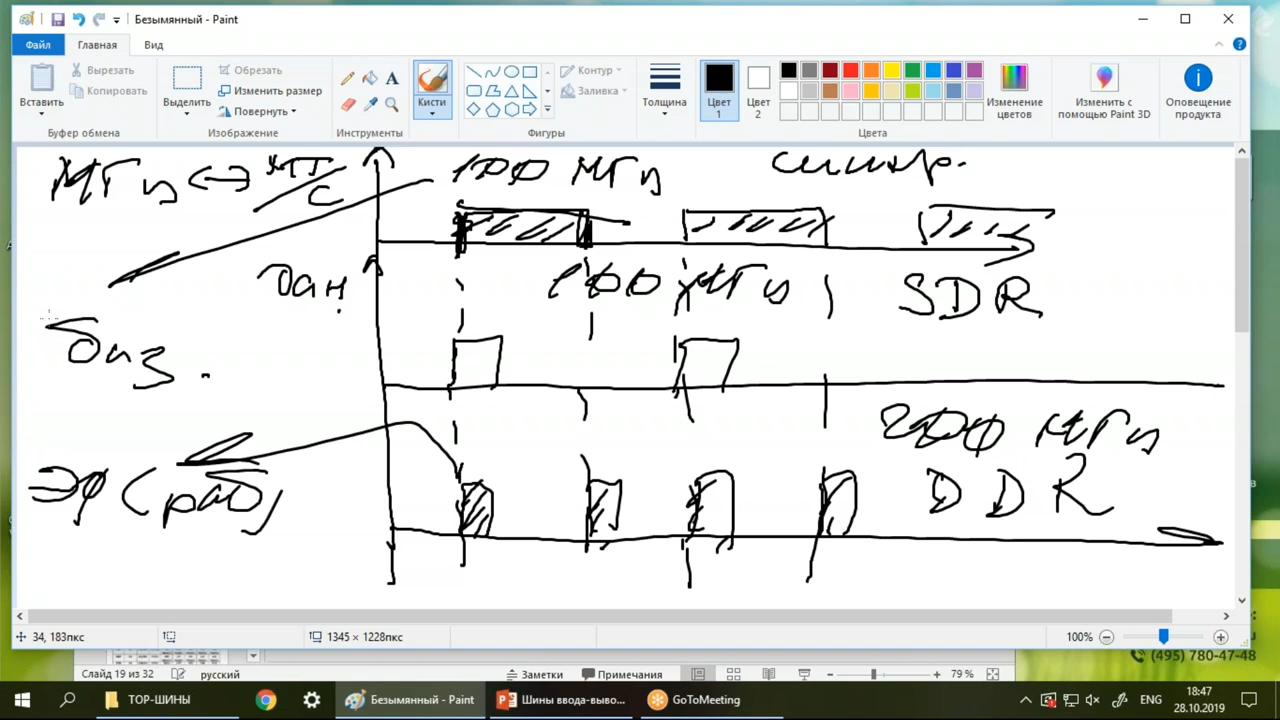 Безымянный - Paint
Файл Главная Вид
Вставить
Вырезать
Копировать
Буфер обмена
Выделить
Обрезать
Изменить размер
Повернуть
Изображение
A
Инструменты
Кисти
Контур
Заливка
Фигуры
Толщина
Цвет 1
Цвет 2
Изменение цветов
Цвета
Изменить с помощью Paint 3D
Оповещение продукта
МГц ↔ МТ/с 100 МГц синхр.
дан. 100 МГц SDR
баз.
200 МГц
эф (раб) DDR
34, 183пкс 1345 × 1228пкс 100%
(495) 780-47-48
Слайд 19 из 32 русский Заметки Примечания 79 %
ТОР-ШИНЫ Безымянный - Paint Шины ввода-выво... GoToMeeting ENG 18:47
28.10.2019